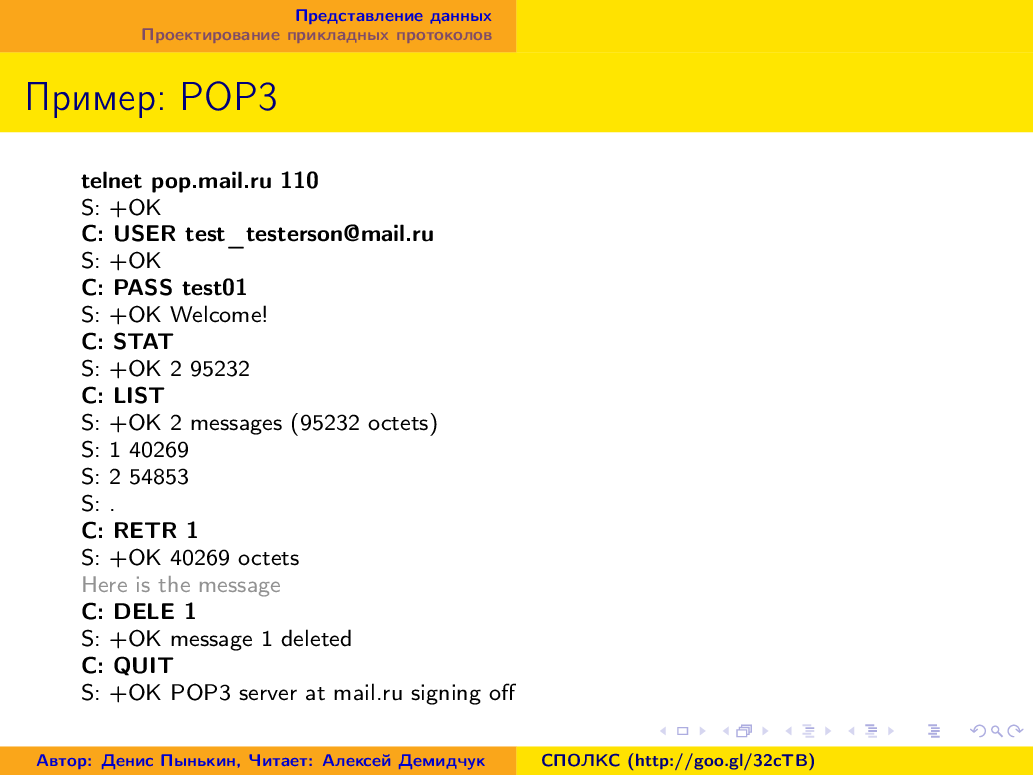 Представление данных
Проектирование прикладных протоколов
Пример: POP3
telnet pop.mail.ru 110
S: +OK
C: USER test_testerson@mail.ru
S: +OK
C: PASS test01
S: +OK Welcome!
C: STAT
S: +OK 2 95232
C: LIST
S: +OK 2 messages (95232 octets)
S: 1 40269
S: 2 54853
S: .
C: RETR 1
S: +OK 40269 octets
Here is the message
C: DELE 1
S: +OK message 1 deleted
C: QUIT
S: +OK POP3 server at mail.ru signing off
Автор: Денис Пынькин, Читает: Алексей Демидчук
СПОЛКС (http://goo.gl/32cTB)